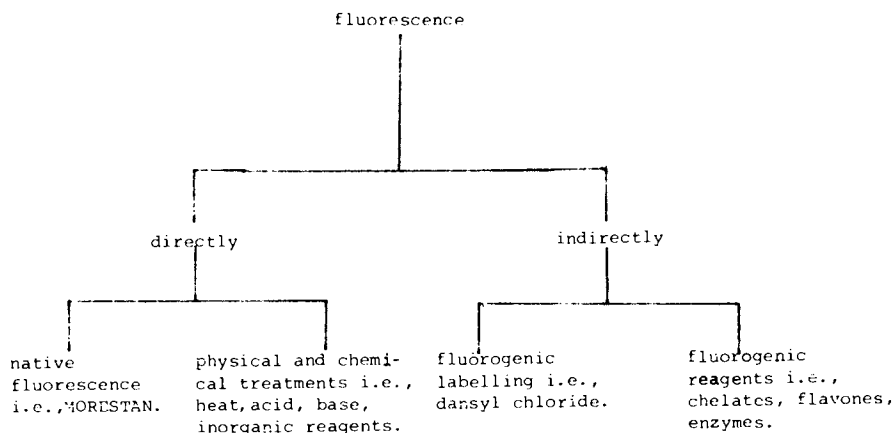 fluorescence
directly
indirectly
native
fluorescence
i.e.,MORESTAN.
physical and chemi-
cal treatments i.e.,
heat,acid, base,
inorganic reagents.
fluorogenic
labelling i.e.,
dansyl chloride.
fluorogenic
reagents i.e.,
chelates, flavones,
enzymes.